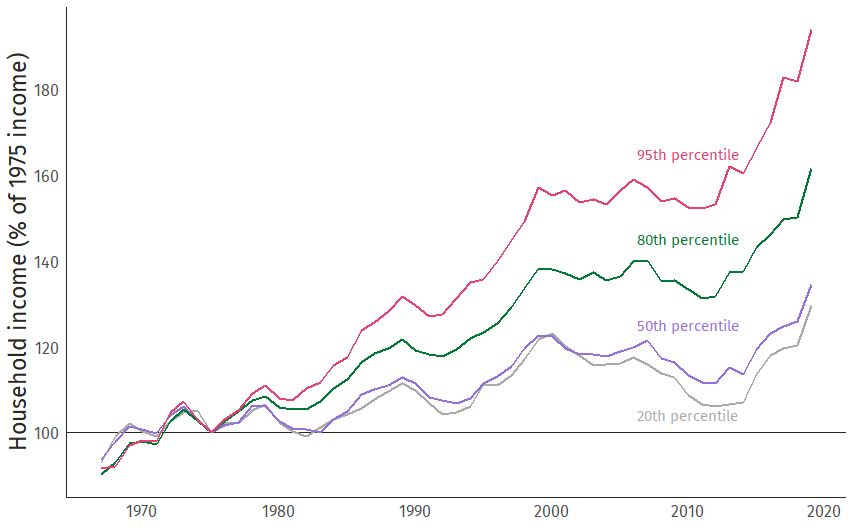 Household income (% of 1975 income)
180
160
140
120
100
95th percentile
80th percentile
50th percentile
20th percentile
1970 1980 1990 2000 2010 2020